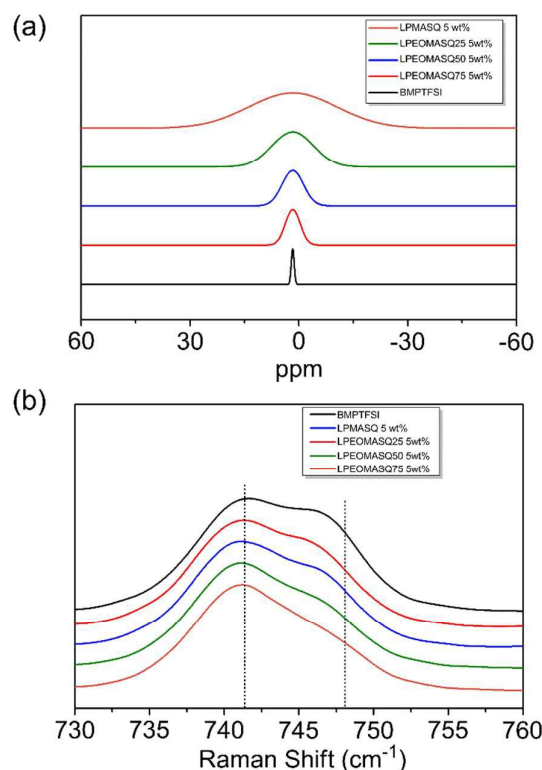 (a)
LPMASQ 5 wt%
LPEOMASQ25 5wt%
LPEOMASQ50 5wt%
LPEOMASQ75 5wt%
BMPTFSI
60 30 0 -30 -60
ppm
(b)
BMPTFSI
LPMASQ 5 wt%
LPEOMASQ25 5wt%
LPEOMASQ50 5wt%
LPEOMASQ75 5wt%
730 735 740 745 750 755 760
Raman Shift (cm⁻¹)